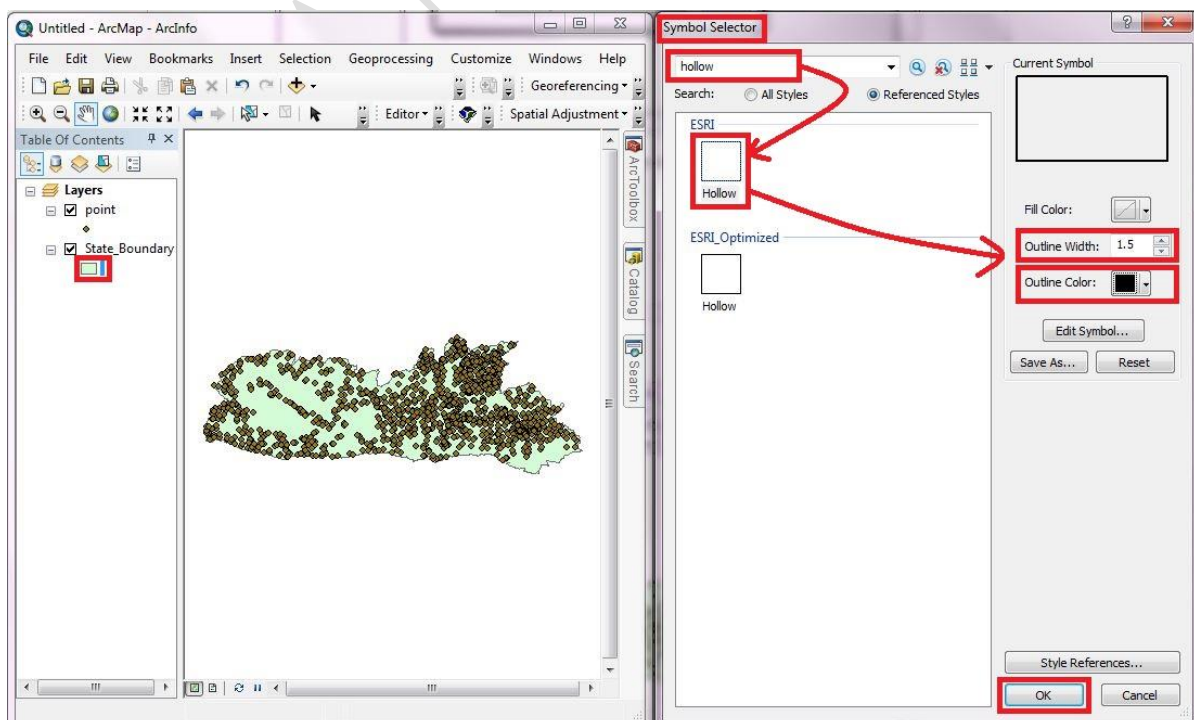 Untitled - ArcMap - ArcInfo
File Edit View Bookmarks Insert Selection Geoprocessing Customize Windows Help
Georeferencing
Editor
Spatial Adjustment
Table Of Contents
Layers
point
State_Boundary
ArcToolbox
Catalog
Search
Symbol Selector
hollow
Search: All Styles Referenced Styles
ESRI
Hollow
ESRI_Optimized
Hollow
Current Symbol
Fill Color:
Outline Width: 1.5
Outline Color:
Edit Symbol...
Save As... Reset
Style References...
OK Cancel